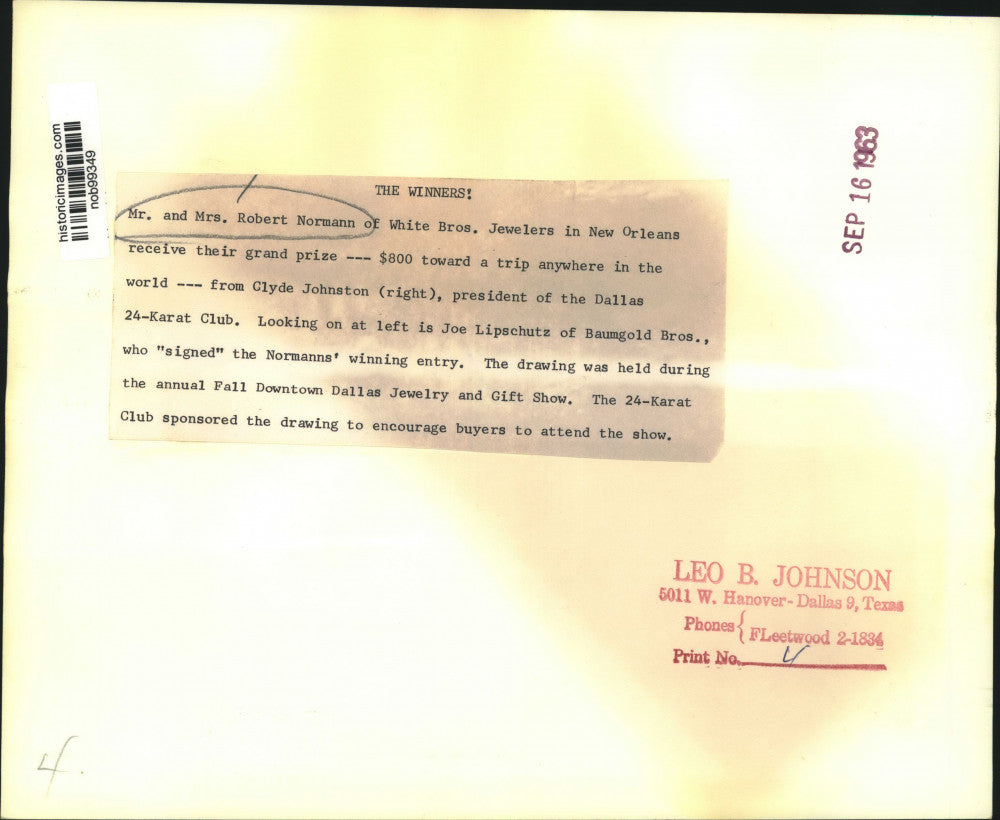 historicimages.com
nob99349
SEP 16 1963
THE WINNERS!
Mr. and Mrs. Robert Normann of White Bros. Jewelers in New Orleans
receive their grand prize --- $800 toward a trip anywhere in the
world --- from Clyde Johnston (right), president of the Dallas
24-Karat Club. Looking on at left is Joe Lipschutz of Baumgold Bros.,
who "signed" the Normanns' winning entry. The drawing was held during
the annual Fall Downtown Dallas Jewelry and Gift Show. The 24-Karat
Club sponsored the drawing to encourage buyers to attend the show.
LEO B. JOHNSON
5011 W. Hanover-Dallas 9, Texas
Phones { FLeetwood 2-1834
Print No. 4
4.